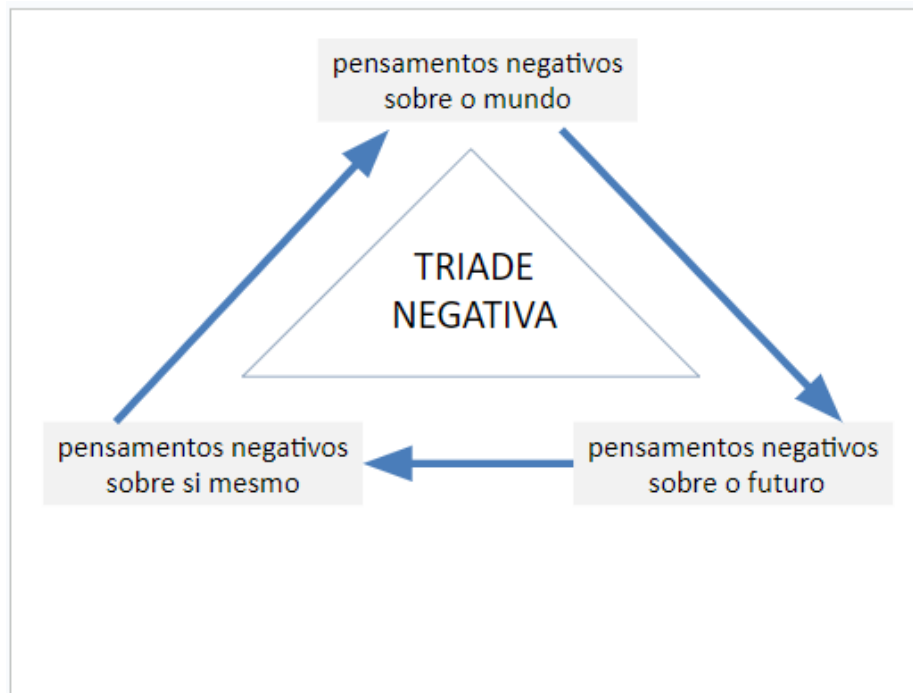 pensamentos negativos
sobre o mundo
TRIADE
NEGATIVA
pensamentos negativos
sobre si mesmo
pensamentos negativos
sobre o futuro